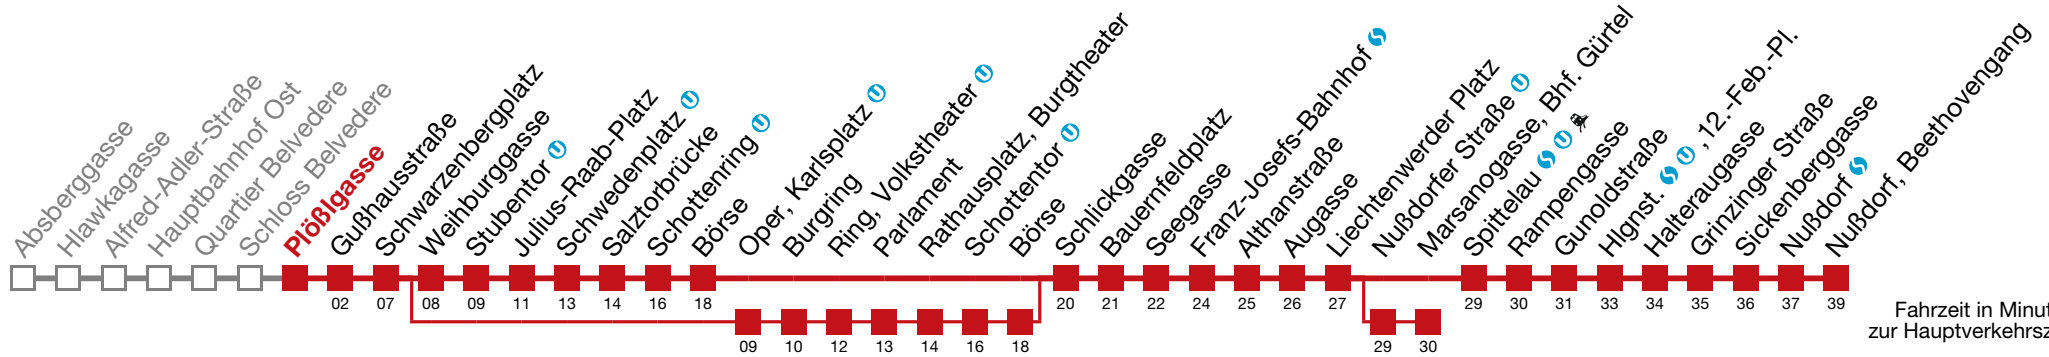 Absberggasse
Hlawkagasse
Alfred-Adler-Straße
Hauptbahnhof Ost
Quartier Belvedere
Schloss Belvedere
Plößlgasse
Gußhausstraße
Schwarzenbergplatz
Weihburggasse
Stubentor U
Julius-Raab-Platz
Schwedenplatz U
Salztorbrücke
Schottenring U
Börse
Oper, Karlsplatz U
Burgring
Ring, Volkstheater U
Parlament
Rathausplatz, Burgtheater
Schottentor U
Börse
Schlickgasse
Bauernfeldplatz
Seegasse
Franz-Josefs-Bahnhof S
Althanstraße
Augasse
Liechtenwerder Platz
Nußdorfer Straße U
Marsanogasse, Bhf. Gürtel
Spittelau S U
Rampengasse
Gunoldstraße
Hlgnst. S U , 12.-Feb.-Pl.
Halteraugasse
Grinzinger Straße
Sickenberggasse
Nußdorf S
Nußdorf, Beethovengang
02 07 08 09 11 13 14 16 18 20 21 22 24 25 26 27 29 30 31 33 34 35 36 37 39
09 10 12 13 14 16 18 29 30
Fahrzeit in Minut
zur Hauptverkehrsz